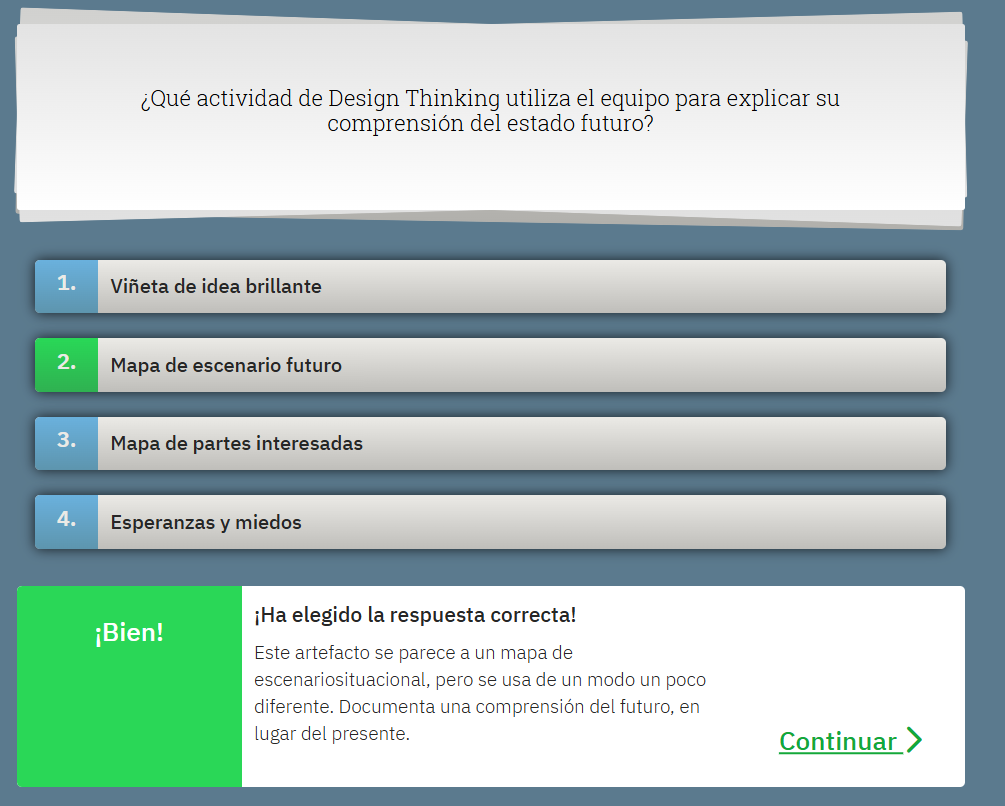 ¿Qué actividad de Design Thinking utiliza el equipo para explicar su
comprensión del estado futuro?
1. Viñeta de idea brillante
2. Mapa de escenario futuro
3. Mapa de partes interesadas
4. Esperanzas y miedos
¡Bien!
¡Ha elegido la respuesta correcta!
Este artefacto se parece a un mapa de
escenariosituacional, pero se usa de un modo un poco
diferente. Documenta una comprensión del futuro, en
lugar del presente.
Continuar